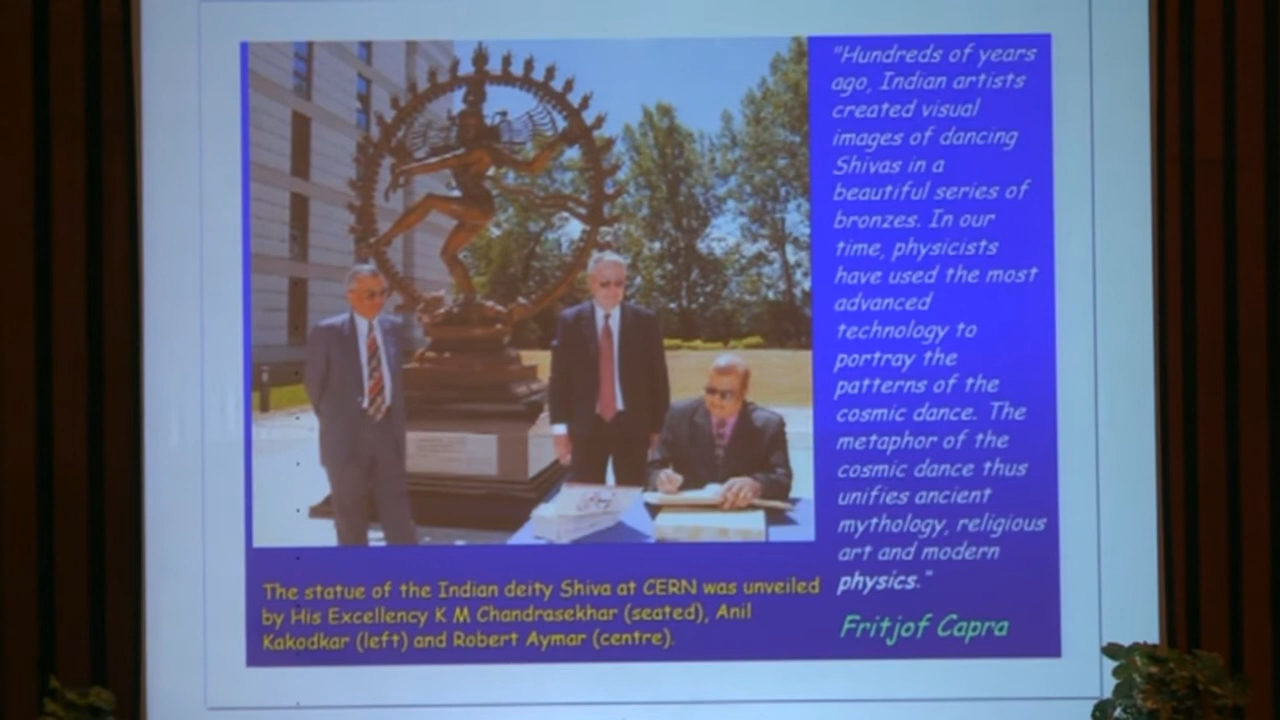 "Hundreds of years
ago, Indian artists
created visual
images of dancing
Shivas in a
beautiful series of
bronzes. In our
time, physicists
have used the most
advanced
technology to
portray the
patterns of the
cosmic dance. The
metaphor of the
cosmic dance thus
unifies ancient
mythology, religious
art and modern
physics."
Fritjof Capra
The statue of the Indian deity Shiva at CERN was unveiled
by His Excellency K M Chandrasekhar (seated), Anil
Kakodkar (left) and Robert Aymar (centre).